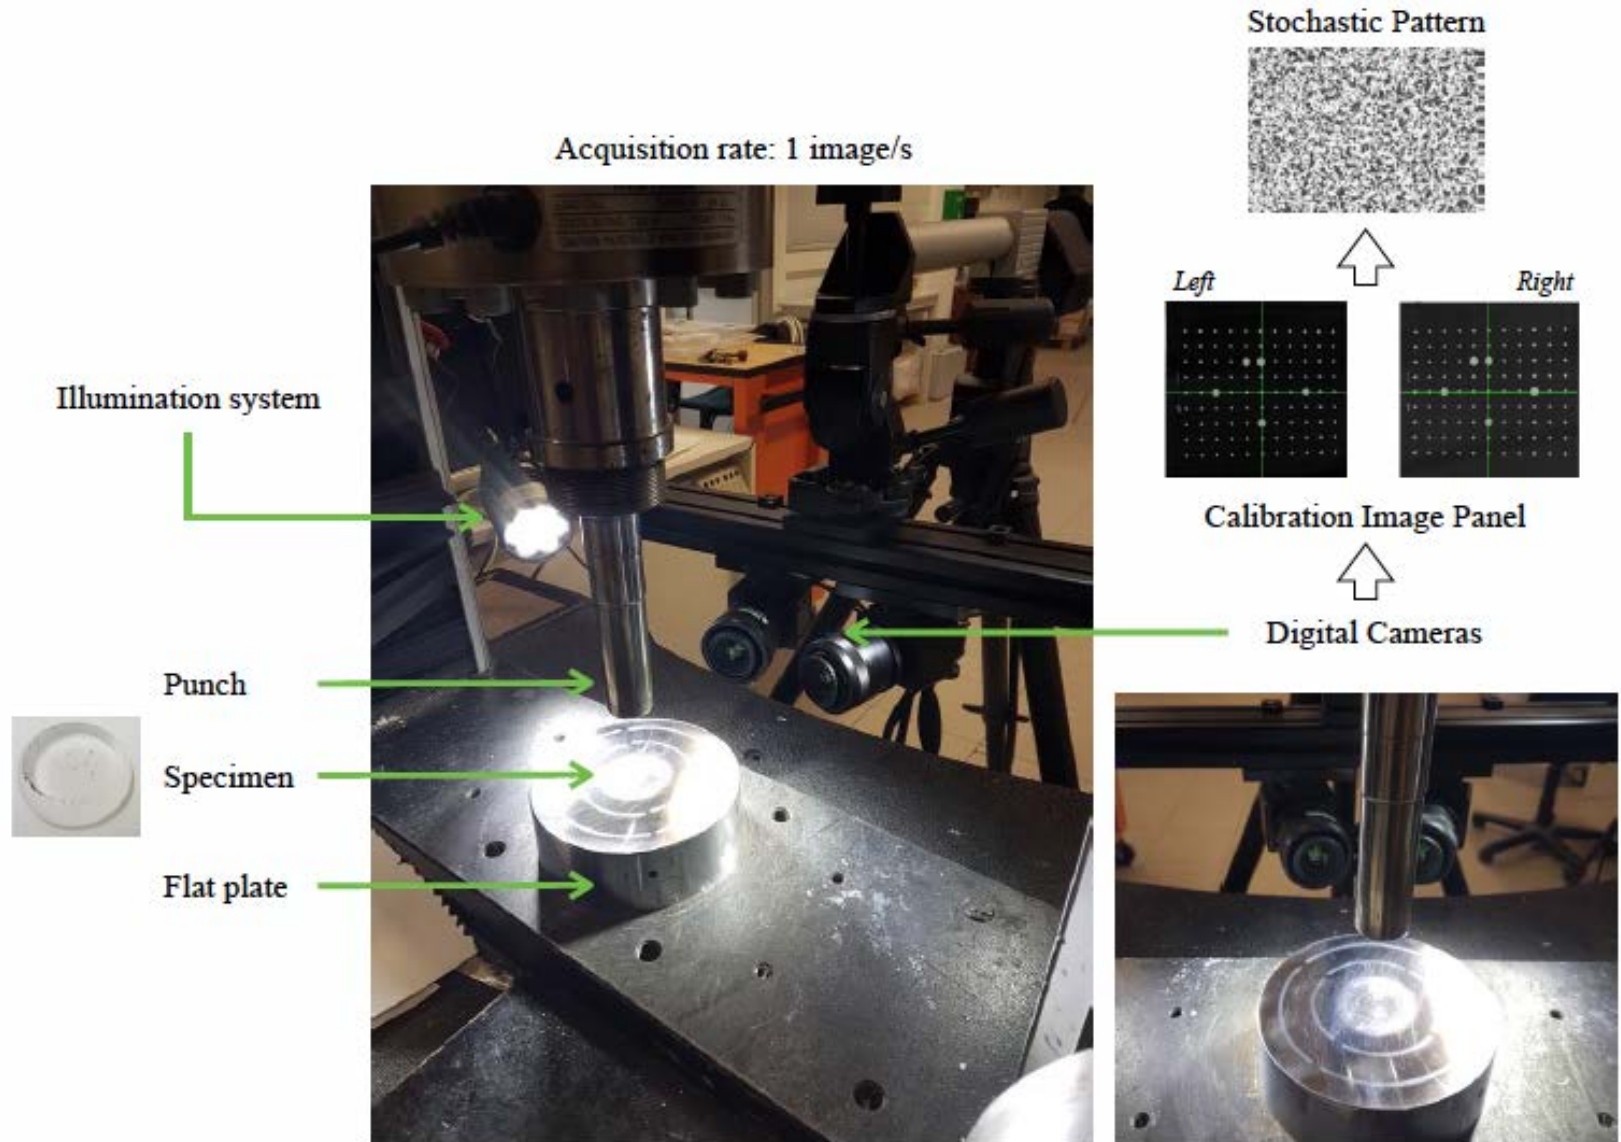 Stochastic Pattern
Acquisition rate: 1 image/s
Left
Right
Illumination system
Calibration Image Panel
Digital Cameras
Punch
Specimen
Flat plate